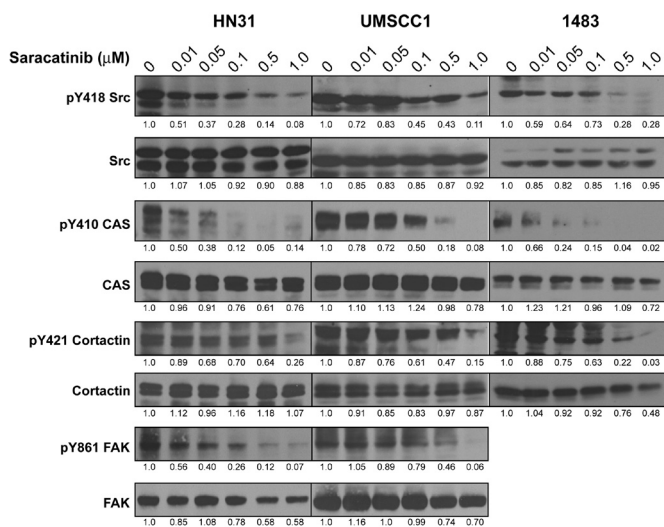 HN31 UMSCC1 1483
Saracatinib (µM) 0 0.01 0.05 0.1 0.5 1.0 0 0.01 0.05 0.1 0.5 1.0 0 0.01 0.05 0.1 0.5 1.0
pY418 Src
1.0 0.51 0.37 0.28 0.14 0.08 1.0 0.72 0.83 0.45 0.43 0.11 1.0 0.59 0.64 0.73 0.28 0.28
Src
1.0 1.07 1.05 0.92 0.90 0.88 1.0 0.85 0.83 0.85 0.87 0.92 1.0 0.85 0.82 0.85 1.16 0.95
pY410 CAS
1.0 0.50 0.38 0.12 0.05 0.14 1.0 0.78 0.72 0.50 0.18 0.08 1.0 0.66 0.24 0.15 0.04 0.02
CAS
1.0 0.96 0.91 0.76 0.61 0.76 1.0 1.10 1.13 1.24 0.98 0.78 1.0 1.23 1.21 0.96 1.09 0.72
pY421 Cortactin
1.0 0.89 0.68 0.70 0.64 0.26 1.0 0.87 0.76 0.61 0.47 0.15 1.0 0.88 0.75 0.63 0.22 0.03
Cortactin
1.0 1.12 0.96 1.16 1.18 1.07 1.0 0.91 0.85 0.83 0.97 0.87 1.0 1.04 0.92 0.92 0.76 0.48
pY861 FAK
1.0 0.56 0.40 0.26 0.12 0.07 1.0 1.05 0.89 0.79 0.46 0.06
FAK
1.0 0.85 1.08 0.78 0.58 0.58 1.0 1.16 1.0 0.99 0.74 0.70